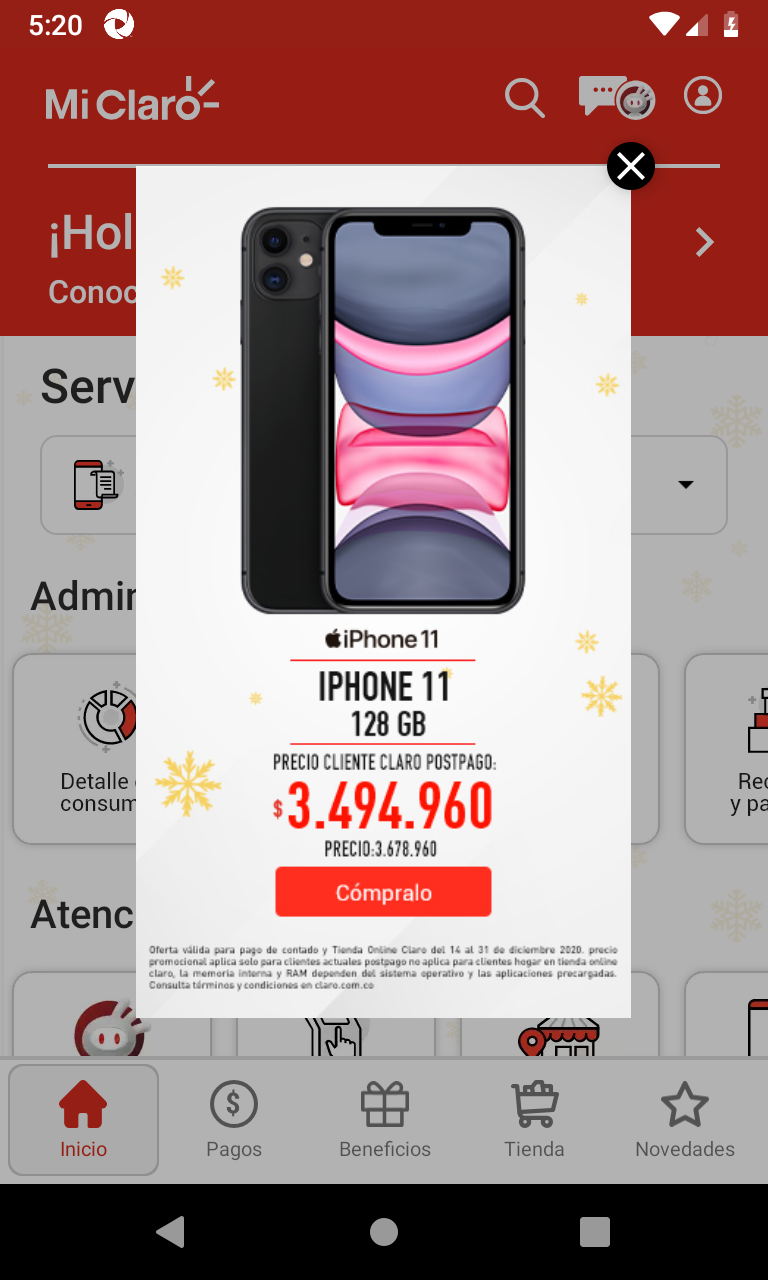 5:20
Mi Claro
¡Hol
Conoc
Serv
Admin
Detalle
consum
Rec
y pa
Atenc
iPhone 11
IPHONE 11
128 GB
PRECIO CLIENTE CLARO POSTPAGO:
$3.494.960
PRECIO:3.678.960
Cómpralo
Oferta válida para pago de contado y Tienda Online Claro del 14 al 31 de diciembre 2020. precio
promocional aplica solo para clientes actuales postpago no aplica para clientes hogar en tienda online
claro, la memoria interna y RAM dependen del sistema operativo y las aplicaciones precargadas.
Consulta términos y condiciones en claro.com.co
Inicio
Pagos
Beneficios
Tienda
Novedades